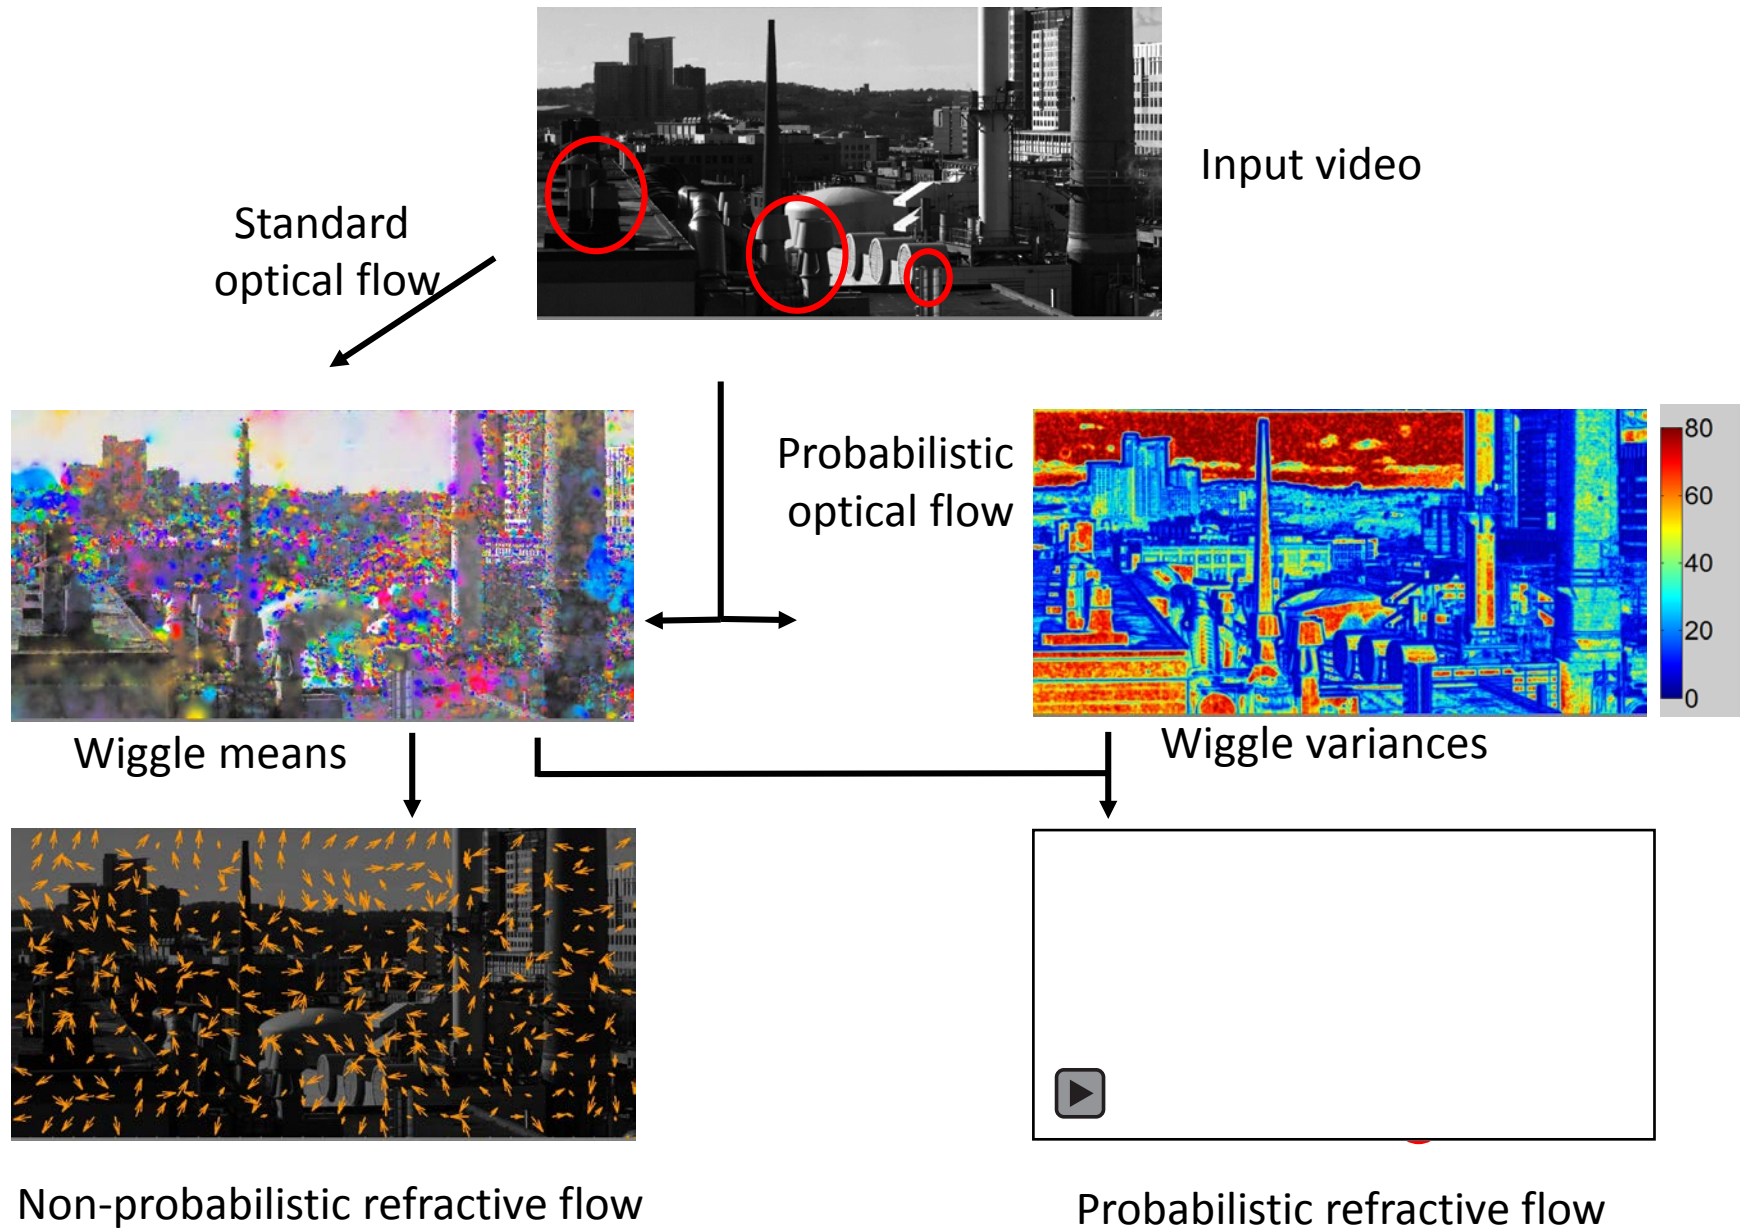 Input video
Standard
optical flow
Probabilistic
optical flow
80
60
40
20
0
Wiggle means
Wiggle variances
Non-probabilistic refractive flow
Probabilistic refractive flow